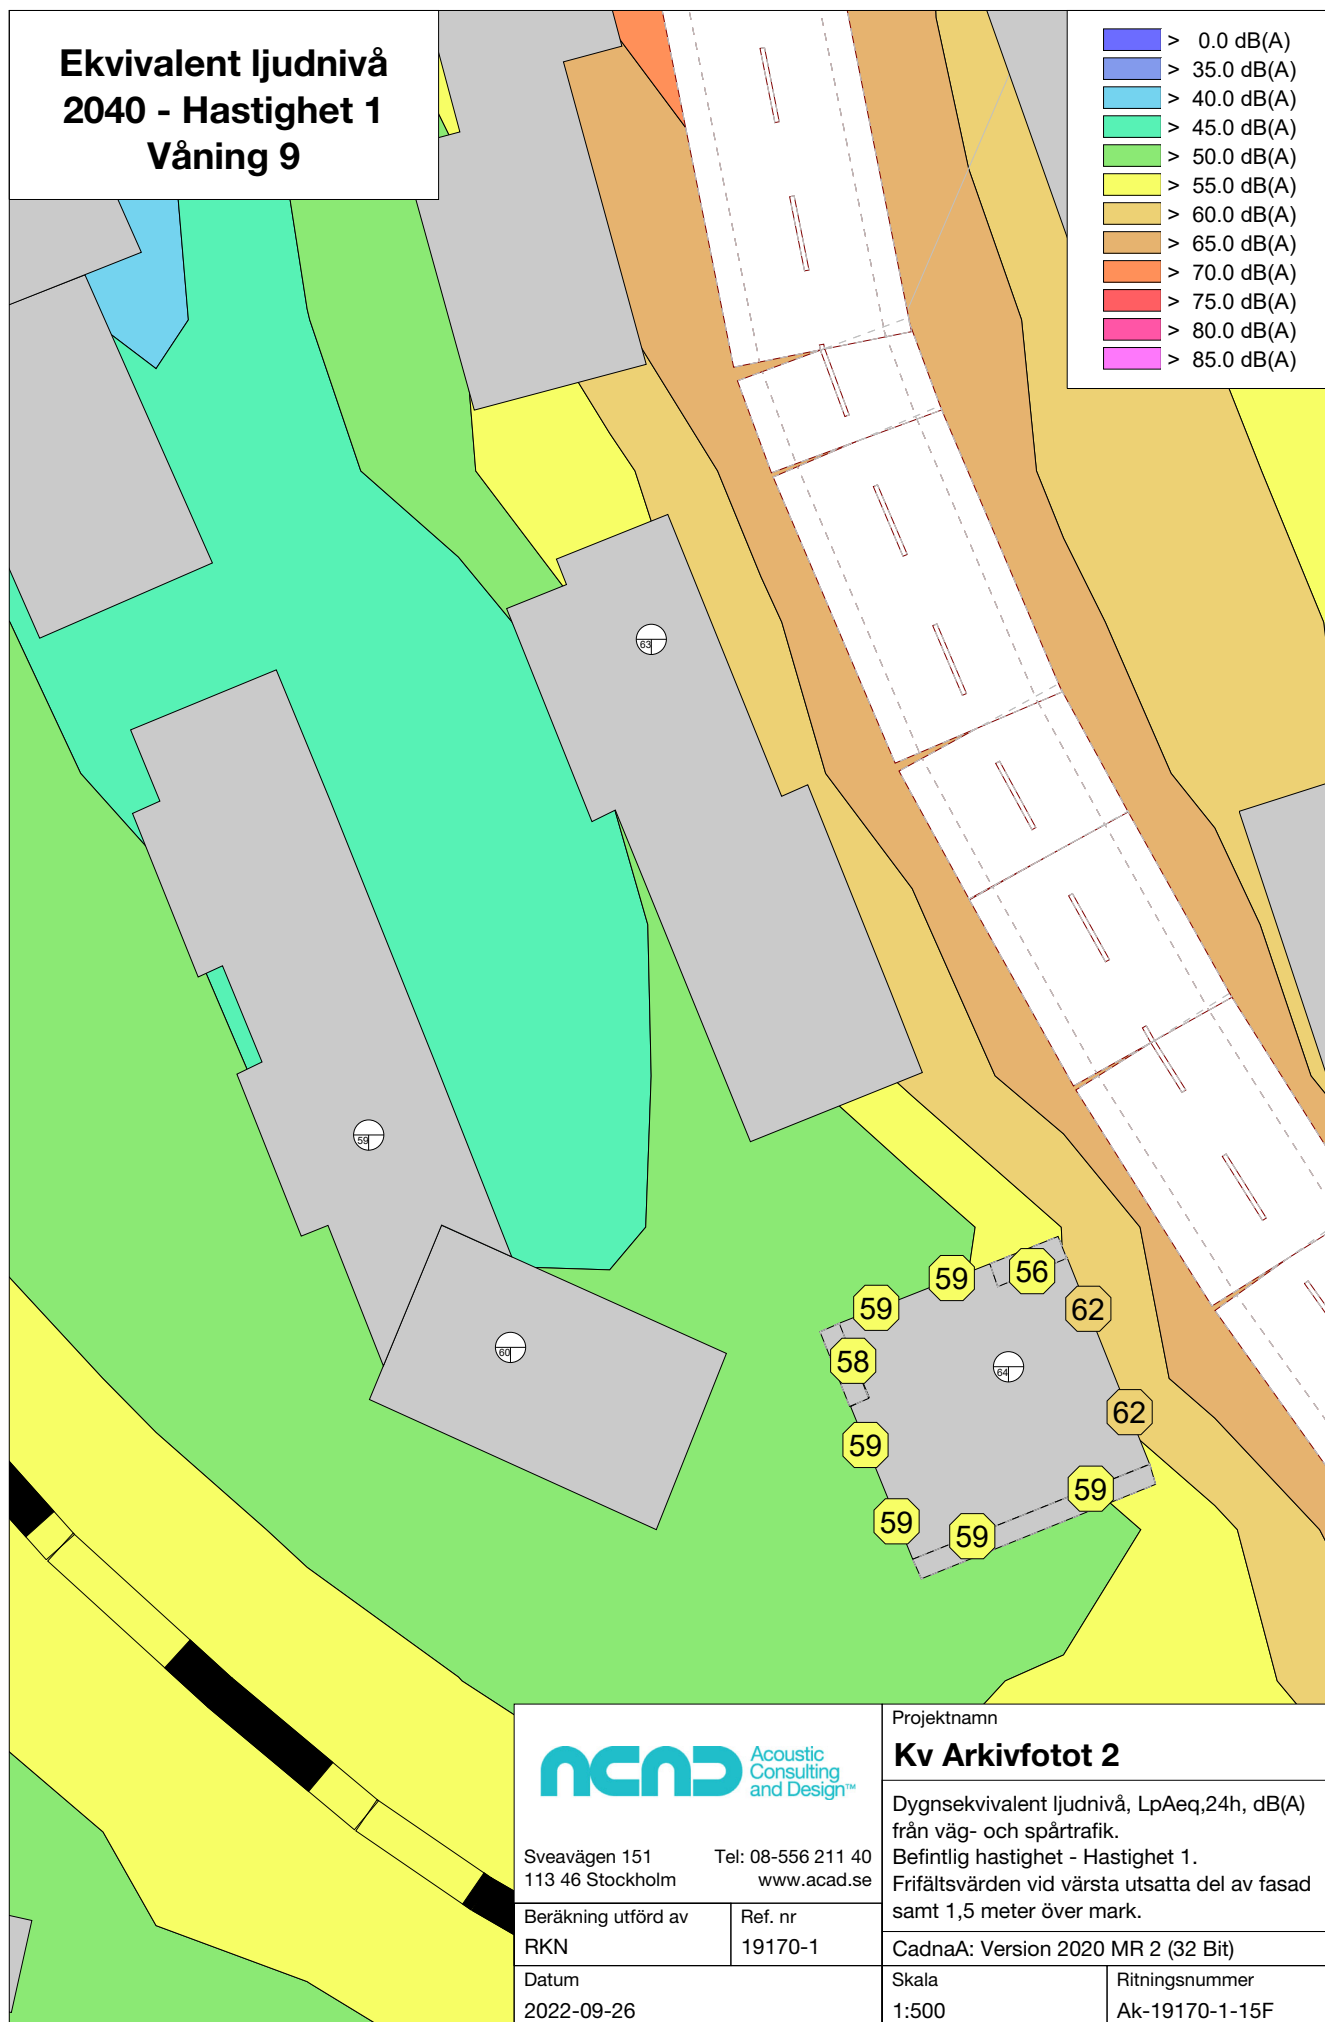 Ekvivalent ljudnivå
2040 - Hastighet 1
Våning 9
> 0.0 dB(A)
> 35.0 dB(A)
> 40.0 dB(A)
> 45.0 dB(A)
> 50.0 dB(A)
> 55.0 dB(A)
> 60.0 dB(A)
> 65.0 dB(A)
> 70.0 dB(A)
> 75.0 dB(A)
> 80.0 dB(A)
> 85.0 dB(A)
63
59
60
64
59
59
56
62
58
62
59
59
59
59
acad Acoustic
Consulting
and Design™
Sveavägen 151
113 46 Stockholm
Tel: 08-556 211 40
www.acad.se
Beräkning utförd av
RKN
Ref. nr
19170-1
Datum
2022-09-26
Projektnamn
Kv Arkivfotot 2
Dygnsekvivalent ljudnivå, LpAeq,24h, dB(A)
från väg- och spårtrafik.
Befintlig hastighet - Hastighet 1.
Frifältsvärden vid värsta utsatta del av fasad
samt 1,5 meter över mark.
CadnaA: Version 2020 MR 2 (32 Bit)
Skala
1:500
Ritningsnummer
Ak-19170-1-15F